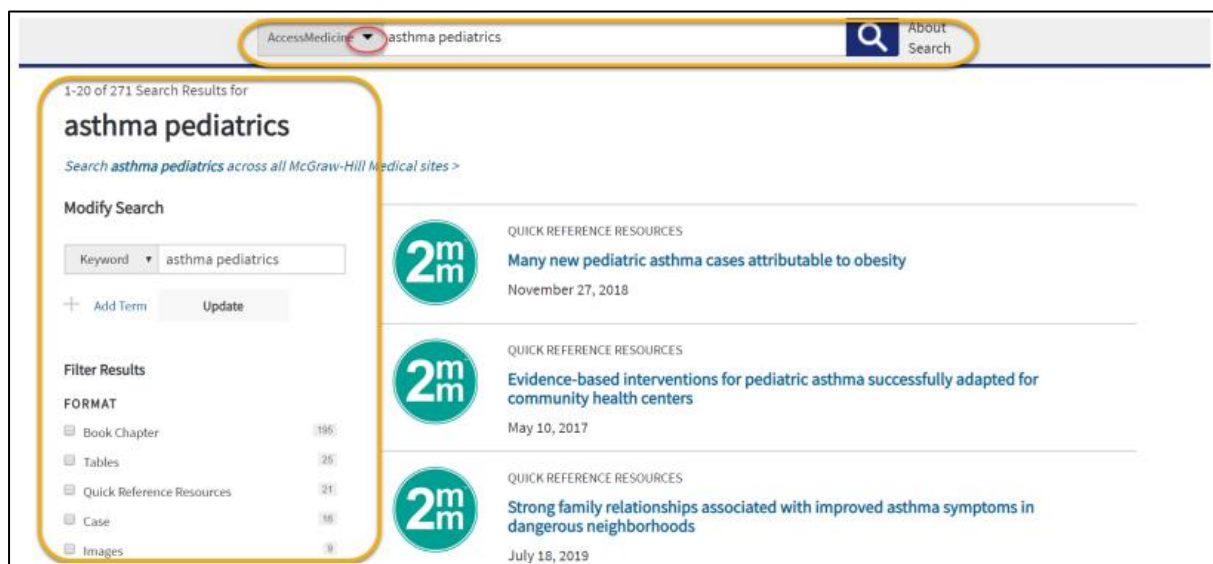 AccessMedicine ▼ asthma pediatrics
About
Search
1-20 of 271 Search Results for
asthma pediatrics
Search asthma pediatrics across all McGraw-Hill Medical sites >
Modify Search
Keyword ▼ asthma pediatrics
+ Add Term Update
Filter Results
FORMAT
Book Chapter 195
Tables 25
Quick Reference Resources 21
Case 16
Images 9
2mm
QUICK REFERENCE RESOURCES
Many new pediatric asthma cases attributable to obesity
November 27, 2018
2mm
QUICK REFERENCE RESOURCES
Evidence-based interventions for pediatric asthma successfully adapted for
community health centers
May 10, 2017
2mm
QUICK REFERENCE RESOURCES
Strong family relationships associated with improved asthma symptoms in
dangerous neighborhoods
July 18, 2019